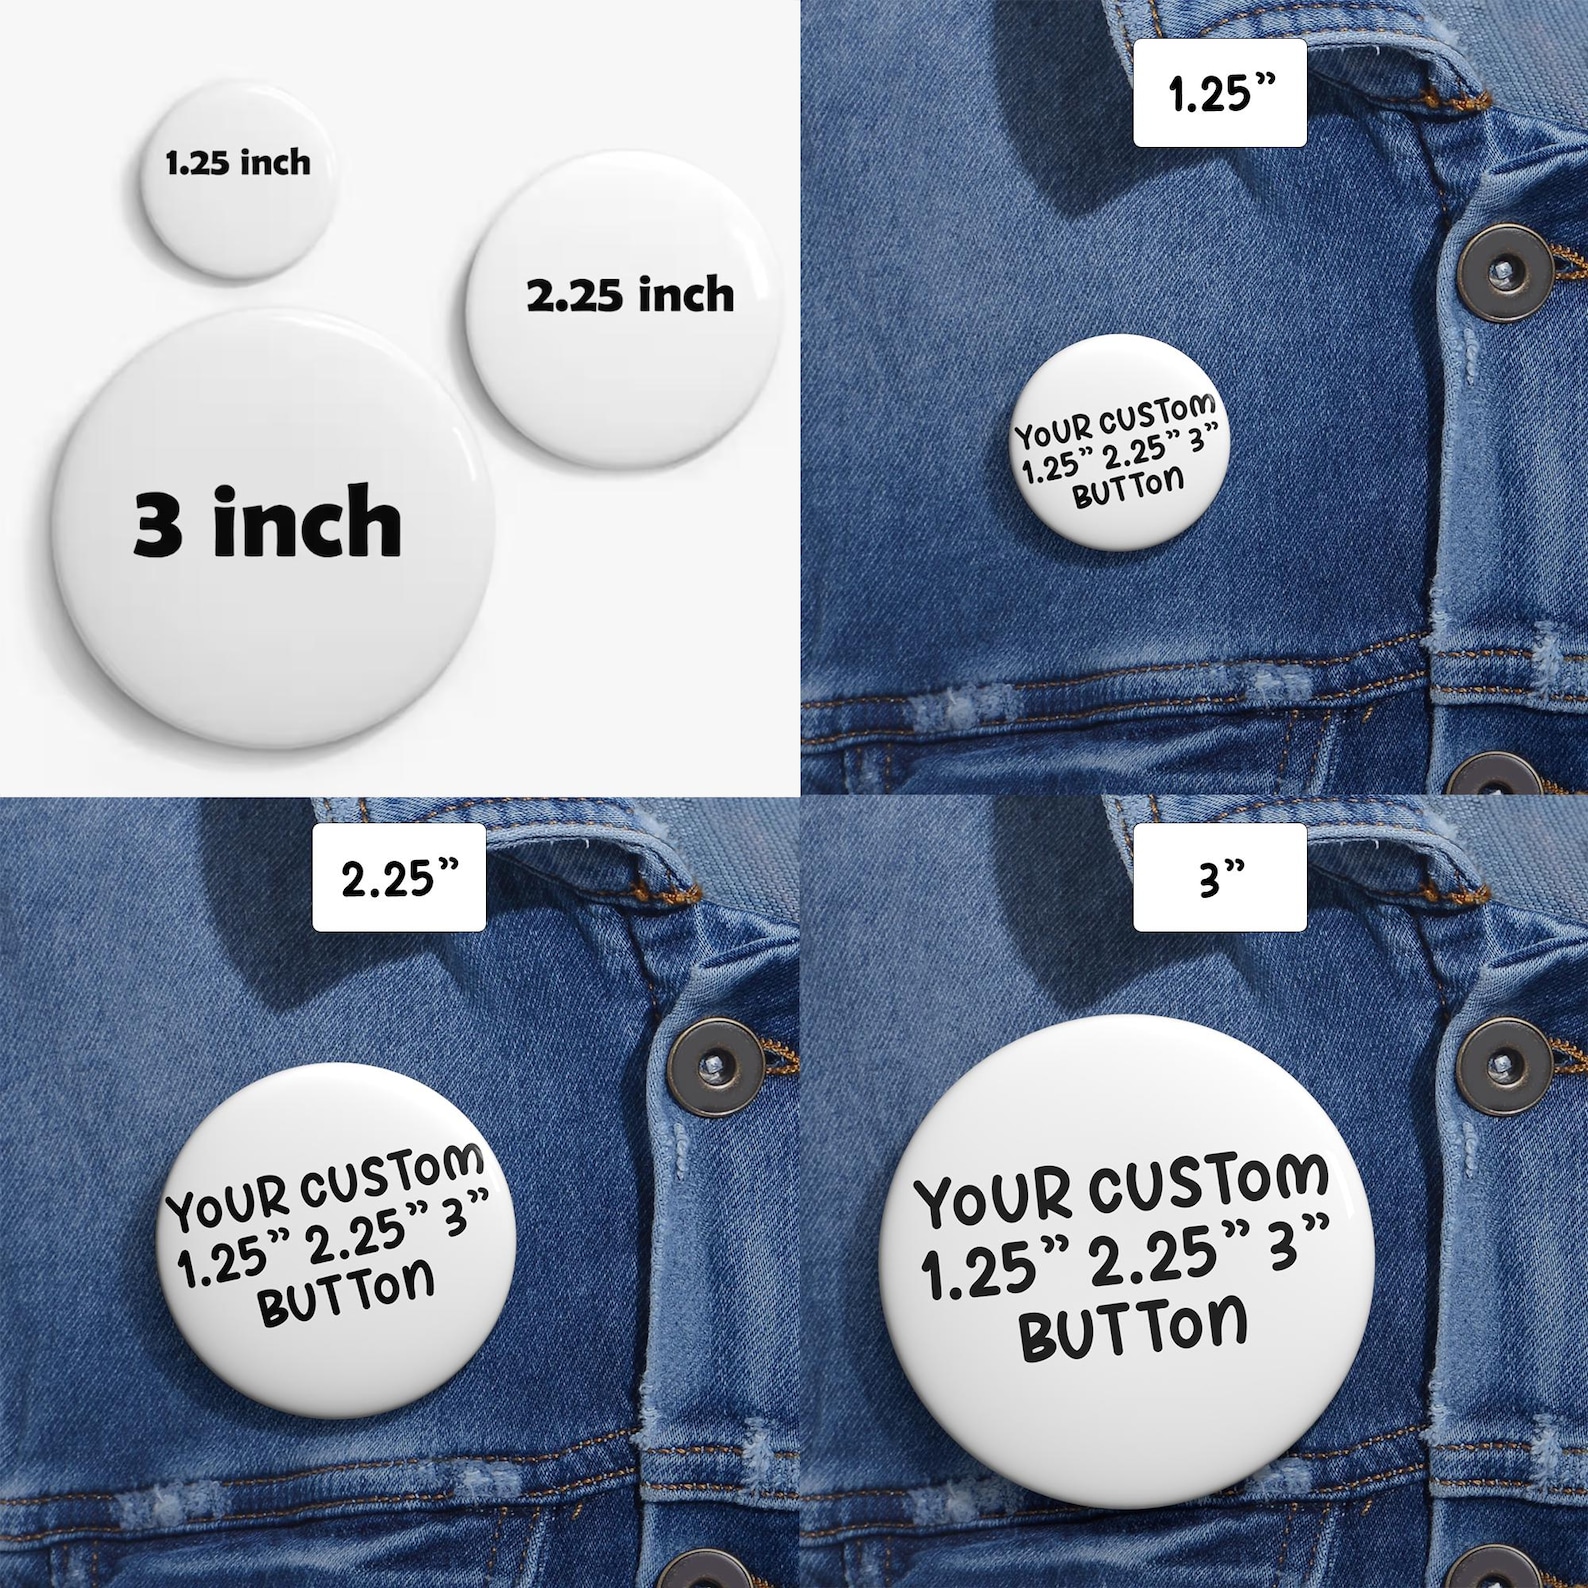 1.25 inch
2.25 inch
3 inch
1.25”
YOUR CUSTOM
1.25” 2.25” 3”
BUTTON
2.25”
YOUR CUSTOM
1.25” 2.25” 3”
BUTTON
3”
YOUR CUSTOM
1.25” 2.25” 3”
BUTTON